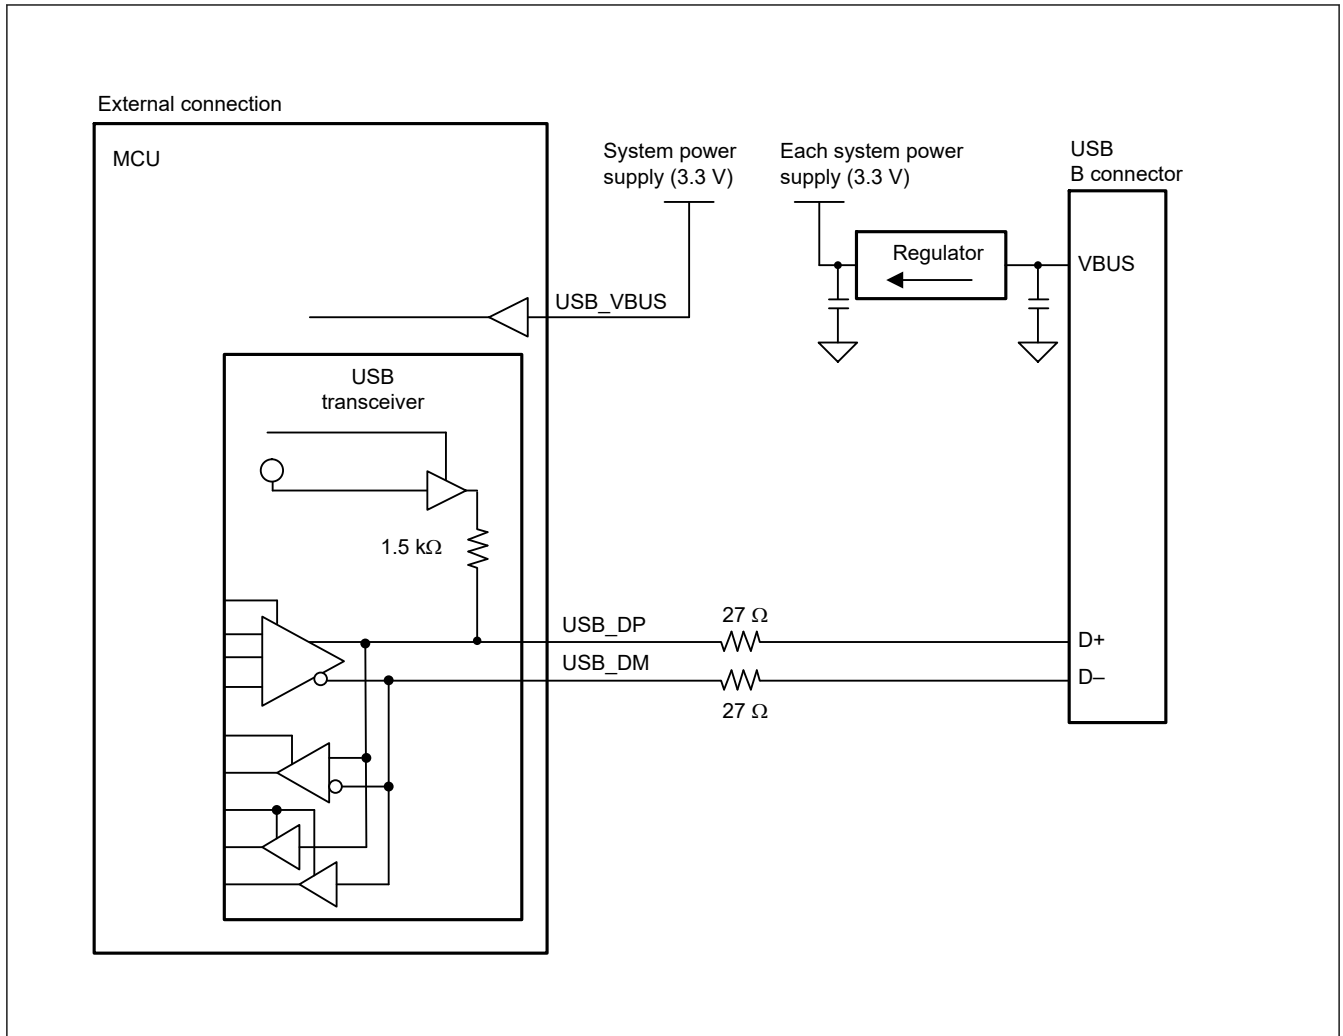 External connection
MCU
System power
supply (3.3 V)
Each system power
supply (3.3 V)
USB
B connector
Regulator
VBUS
USB_VBUS
USB
transceiver
1.5 kΩ
USB_DP
27 Ω
D+
USB_DM
D–
27 Ω